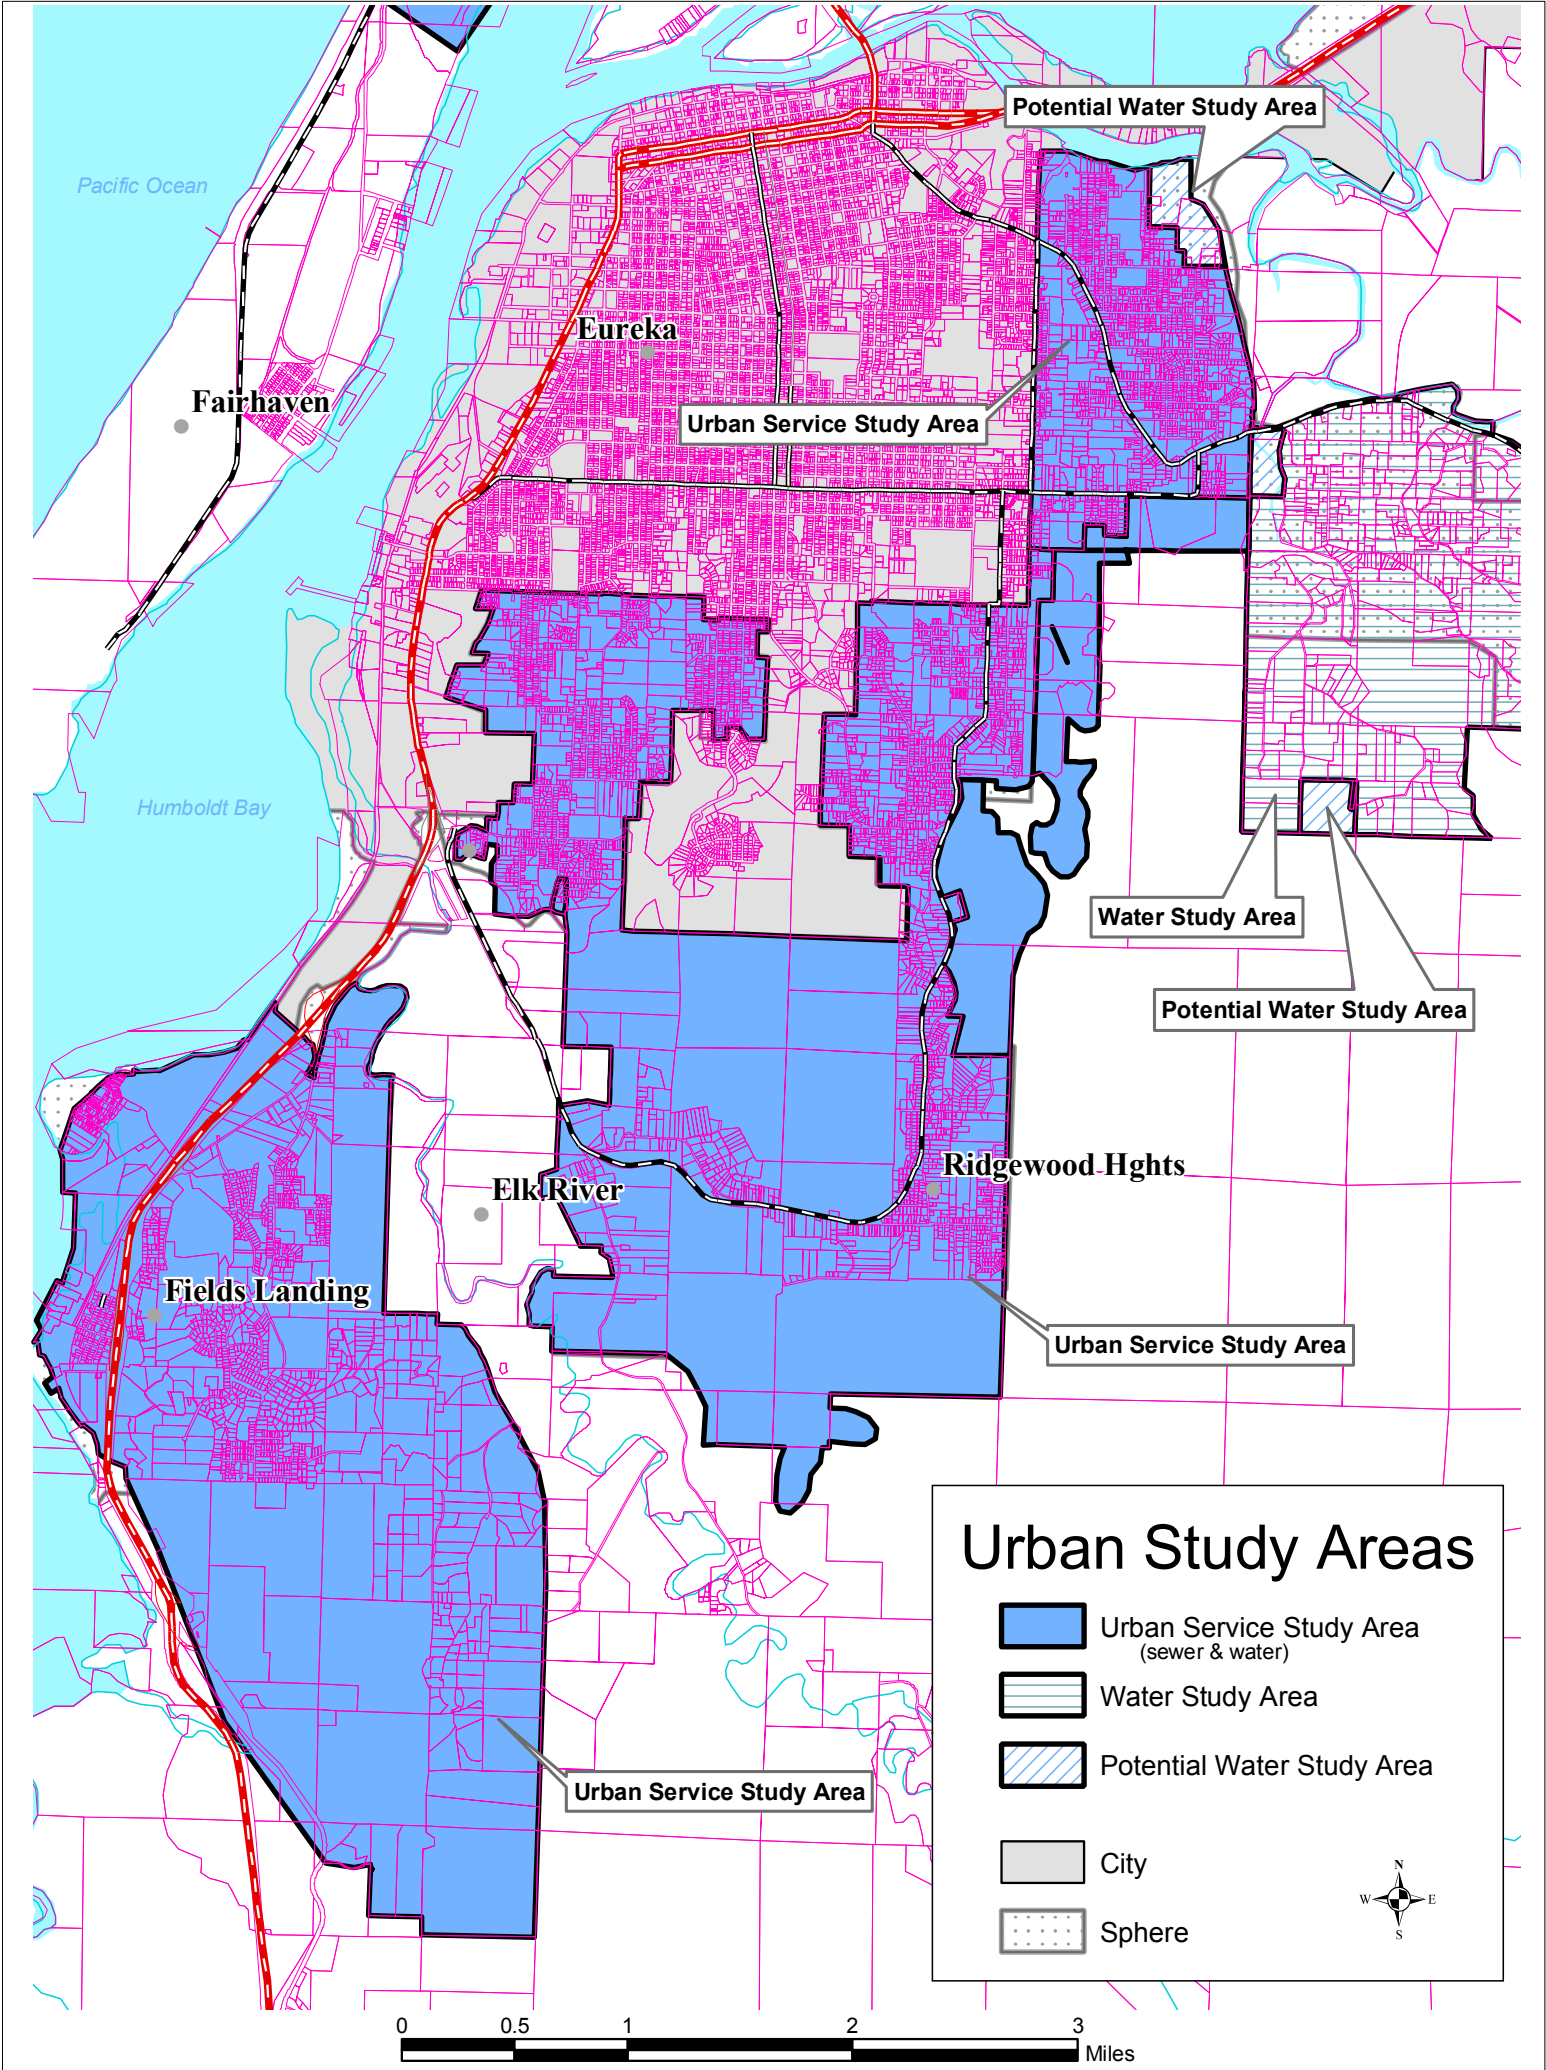 Potential Water Study Area
Pacific Ocean
Eureka
Fairhaven
Urban Service Study Area
Humboldt Bay
Water Study Area
Potential Water Study Area
Ridgewood Hghts
Elk River
Fields Landing
Urban Service Study Area
Urban Service Study Area
Urban Study Areas
Urban Service Study Area
(sewer & water)
Water Study Area
Potential Water Study Area
City
Sphere
N
W E
S
0 0.5 1 2 3
Miles